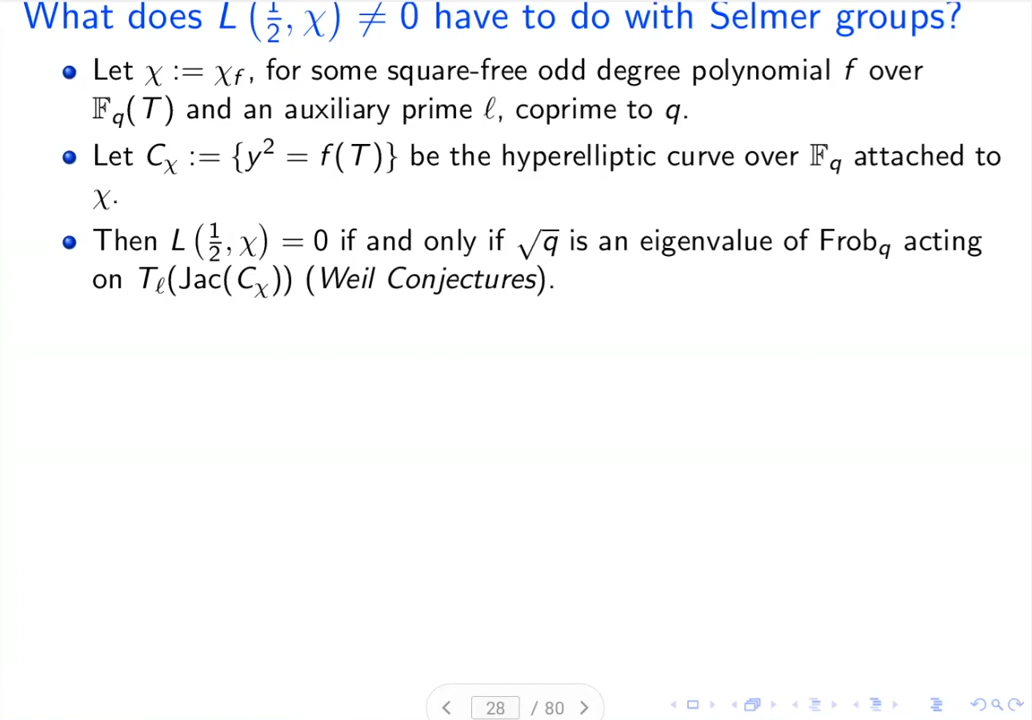 What does L (1/2, χ) ≠ 0 have to do with Selmer groups?
Let χ := χ_f, for some square-free odd degree polynomial f over
𝔽_q(T) and an auxiliary prime ℓ, coprime to q.
Let C_χ := {y² = f(T)} be the hyperelliptic curve over 𝔽_q attached to
χ.
Then L (1/2, χ) = 0 if and only if √q is an eigenvalue of Frob_q acting
on T_ℓ(Jac(C_χ)) (Weil Conjectures).
28 / 80